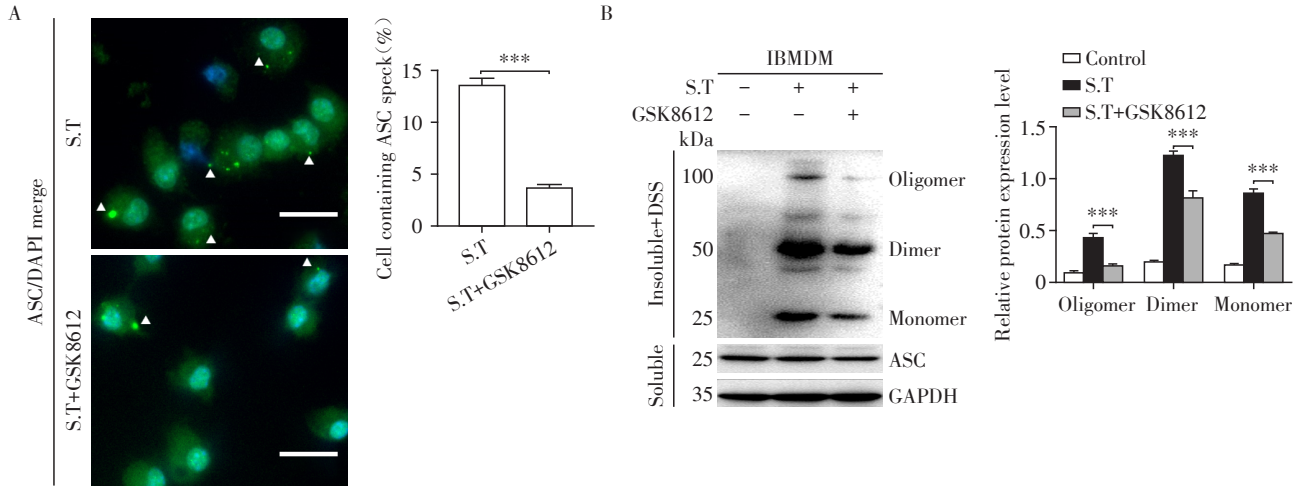 A
ASC/DAPI merge
S.T
S.T+GSK8612
Cell containing ASC speck(%)
15
10
5
0
***
S.T
S.T+GSK8612
B
IBMDM
S.T − + +
GSK8612 − − +
kDa
Insoluble+DSS
100 Oligomer
50 Dimer
25 Monomer
Soluble
25 ASC
35 GAPDH
Control
S.T
S.T+GSK8612
Relative protein expression level
1.5
1.0
0.5
0
***
***
***
Oligomer Dimer Monomer